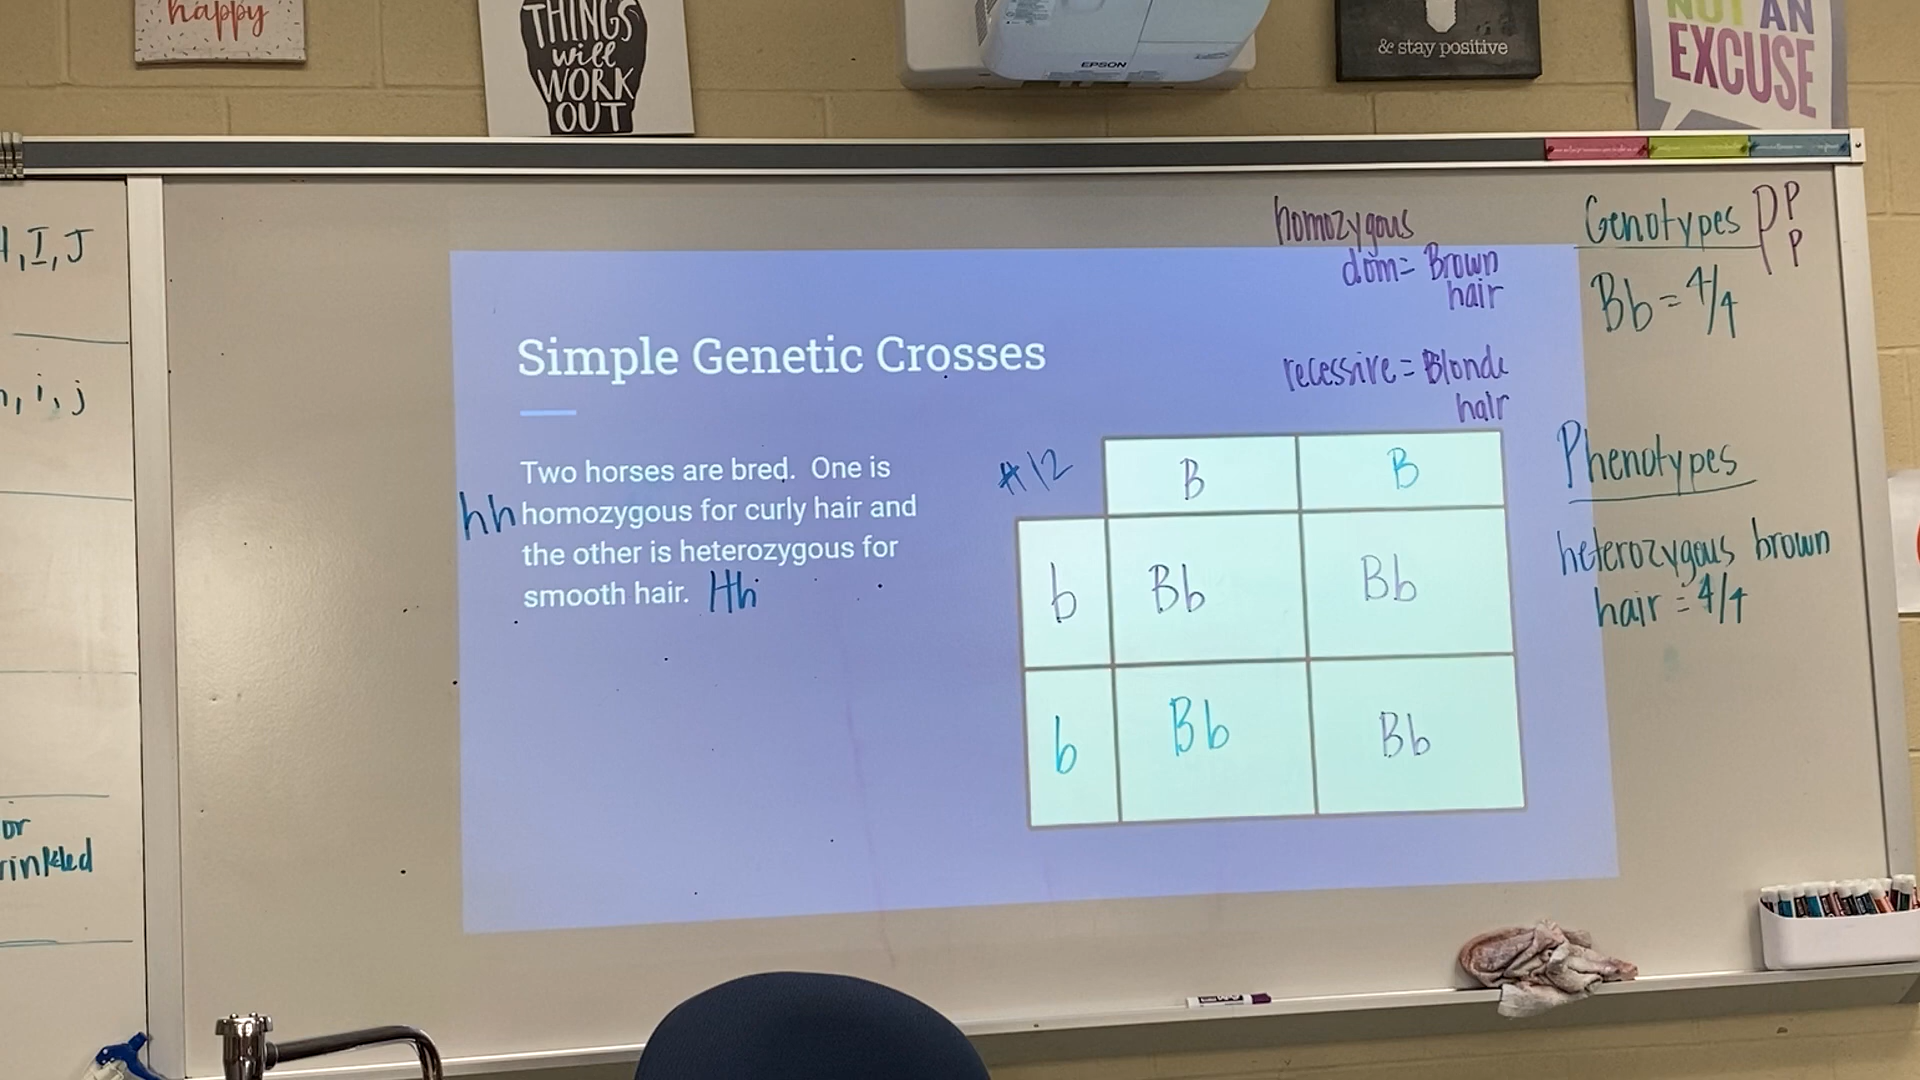 happy
THINGS
will
WORK
OUT
EPSON
& stay positive
NOT AN
EXCUSE
H, I, J
h, i, j
or
rinkled
Simple Genetic Crosses
Two horses are bred. One is
hh homozygous for curly hair and
the other is heterozygous for
smooth hair. Hh
homozygous
dom = Brown
hair
recessive = Blonde
hair
#12
B B
b Bb Bb
b Bb Bb
Genotypes P P
P
Bb = 4/4
Phenotypes
heterozygous brown
hair = 4/4